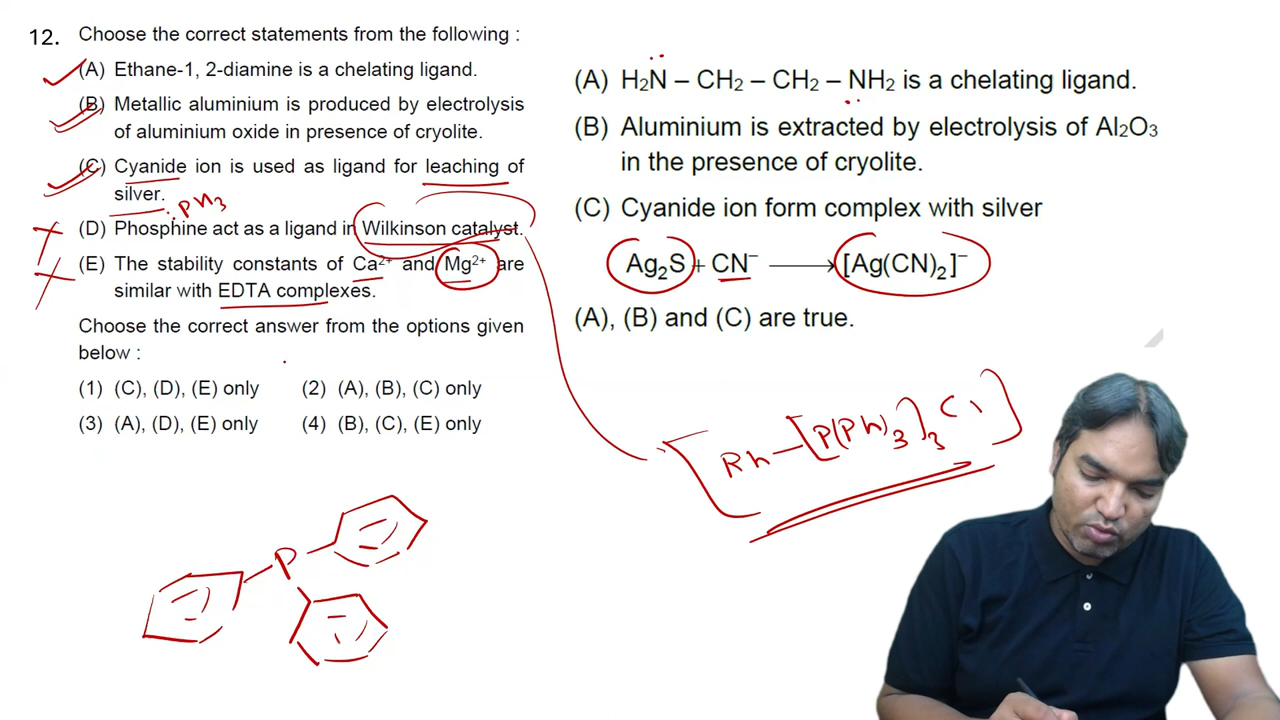 12. Choose the correct statements from the following :
(A) Ethane-1, 2-diamine is a chelating ligand.
(B) Metallic aluminium is produced by electrolysis
of aluminium oxide in presence of cryolite.
(C) Cyanide ion is used as ligand for leaching of
silver.
:PH3
(D) Phosphine act as a ligand in Wilkinson catalyst.
(E) The stability constants of Ca²⁺ and Mg²⁺ are
similar with EDTA complexes.
Choose the correct answer from the options given
below :
(1) (C), (D), (E) only (2) (A), (B), (C) only
(3) (A), (D), (E) only (4) (B), (C), (E) only
(A) H₂N – CH₂ – CH₂ – NH₂ is a chelating ligand.
(B) Aluminium is extracted by electrolysis of Al₂O₃
in the presence of cryolite.
(C) Cyanide ion form complex with silver
Ag₂S + CN⁻ ⟶ [Ag(CN)₂]⁻
(A), (B) and (C) are true.
[Rh–[P(Ph)₃]₃Cl]
P